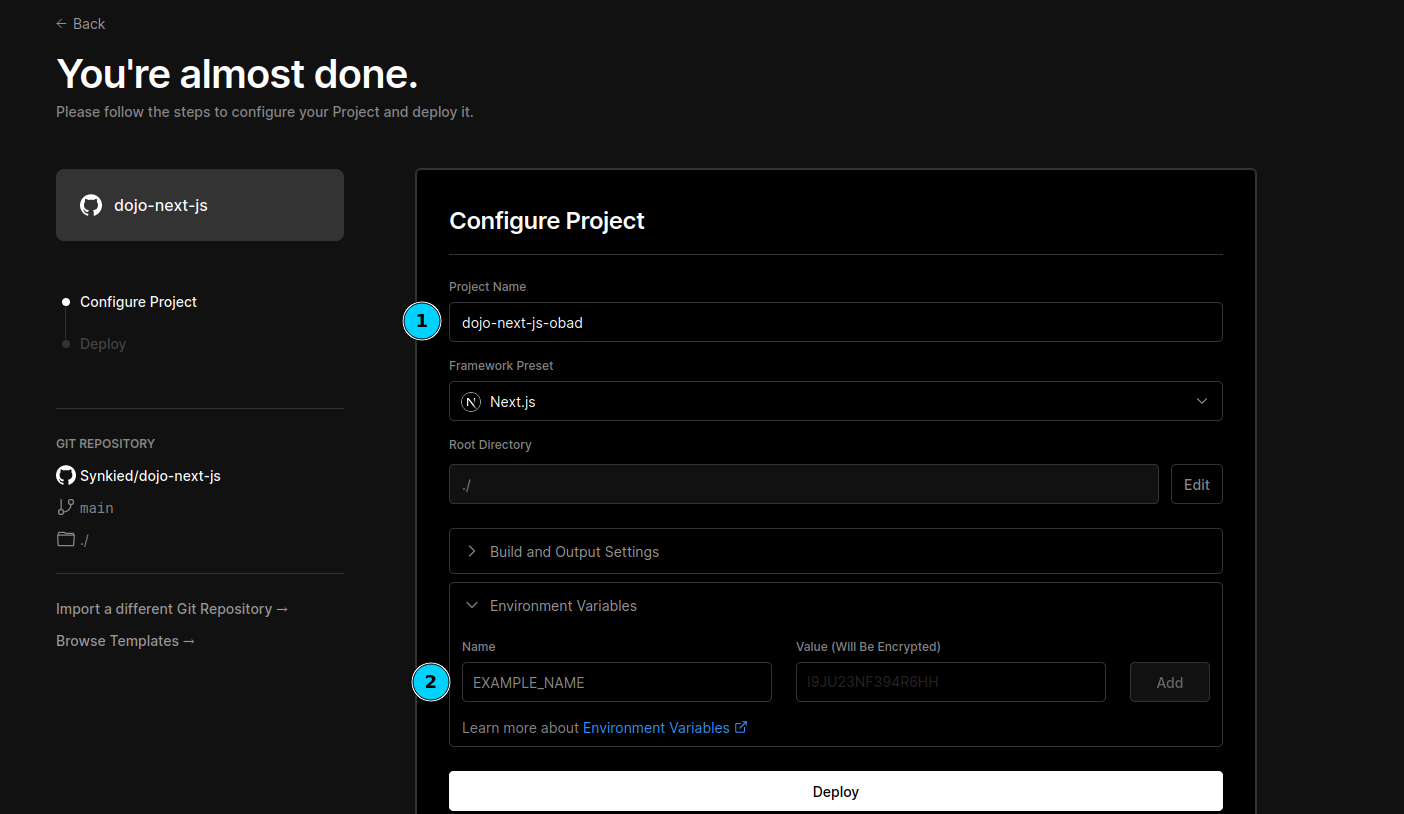 ← Back
You're almost done.
Please follow the steps to configure your Project and deploy it.
dojo-next-js
Configure Project
Deploy
GIT REPOSITORY
Synkied/dojo-next-js
main
./
Import a different Git Repository →
Browse Templates →
Configure Project
Project Name
1
dojo-next-js-obad
Framework Preset
N Next.js
Root Directory
./ Edit
Build and Output Settings
Environment Variables
Name Value (Will Be Encrypted)
2
EXAMPLE_NAME I9JU23NF394R6HH Add
Learn more about Environment Variables
Deploy